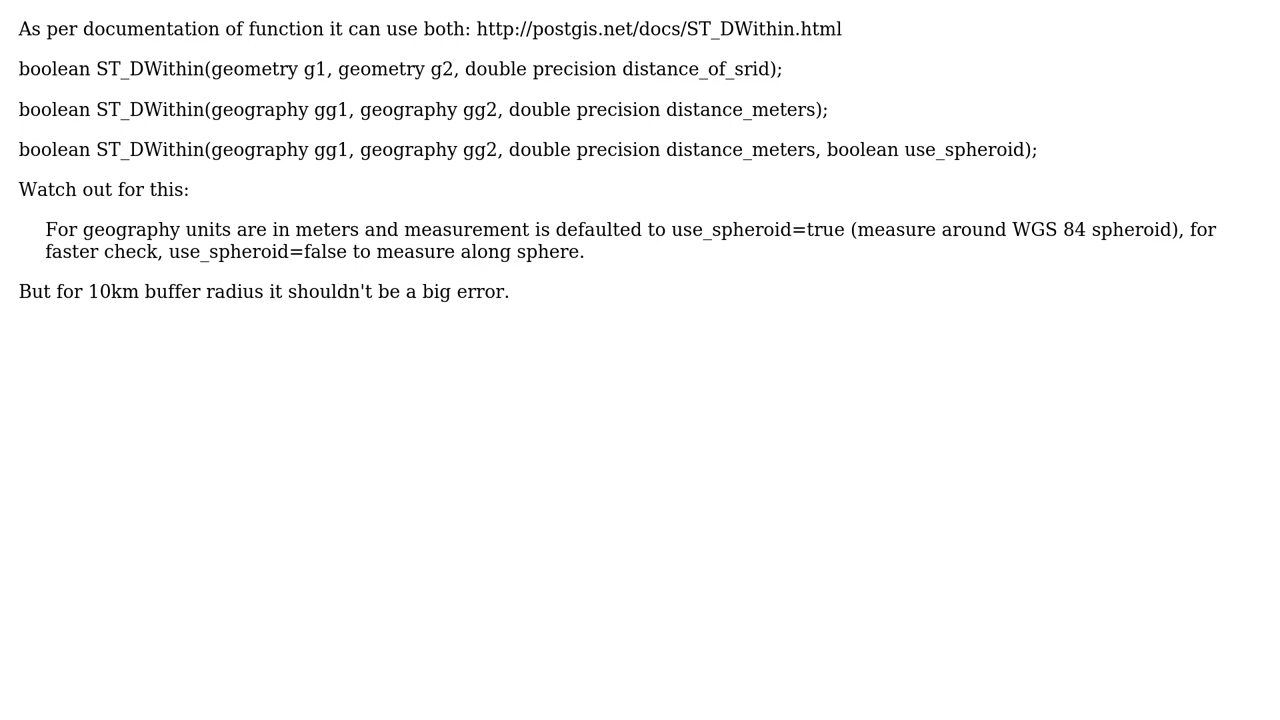 As per documentation of function it can use both: http://postgis.net/docs/ST_DWithin.html
boolean ST_DWithin(geometry g1, geometry g2, double precision distance_of_srid);
boolean ST_DWithin(geography gg1, geography gg2, double precision distance_meters);
boolean ST_DWithin(geography gg1, geography gg2, double precision distance_meters, boolean use_spheroid);
Watch out for this:
For geography units are in meters and measurement is defaulted to use_spheroid=true (measure around WGS 84 spheroid), for
faster check, use_spheroid=false to measure along sphere.
But for 10km buffer radius it shouldn't be a big error.